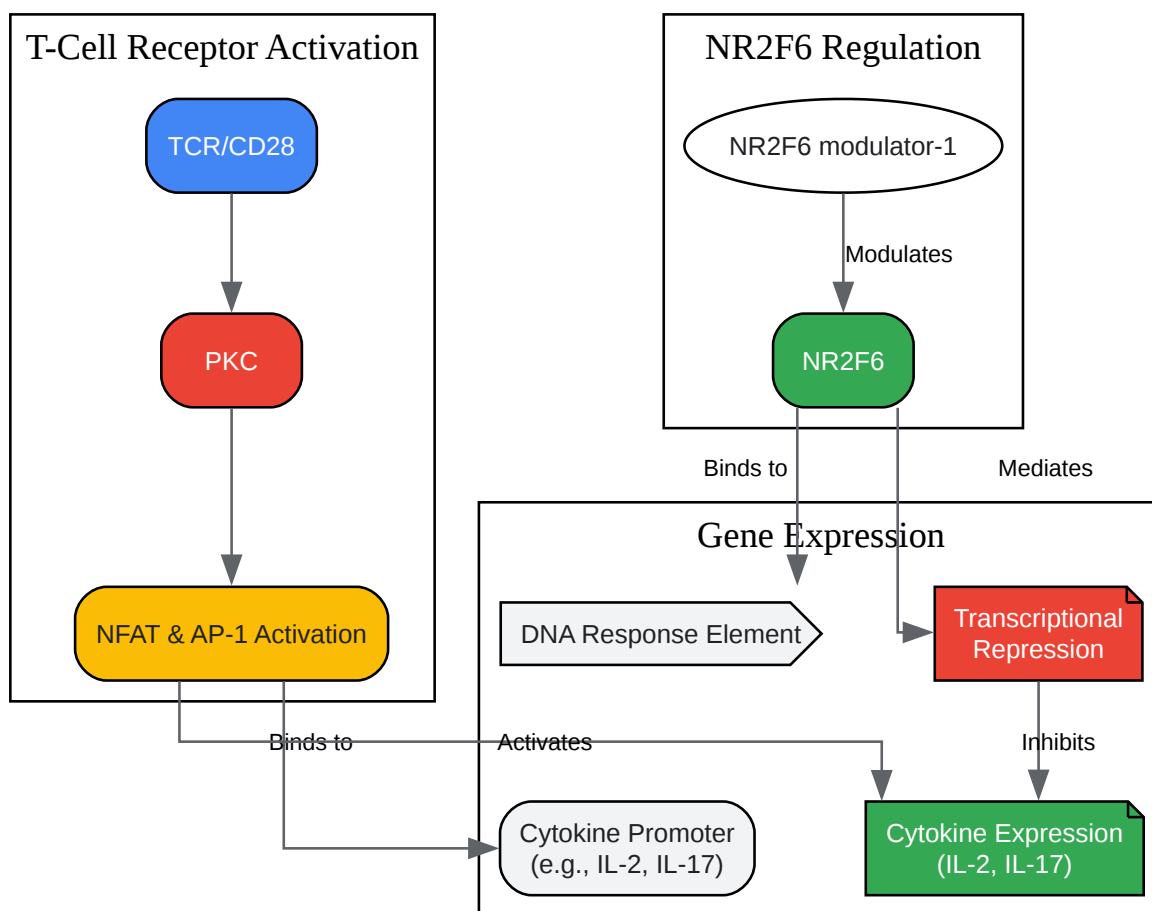 T-Cell Receptor Activation
TCR/CD28
PKC
NFAT & AP-1 Activation
NR2F6 Regulation
NR2F6 modulator-1
Modulates
NR2F6
Binds to
Mediates
Gene Expression
DNA Response Element
Transcriptional
Repression
Binds to
Activates
Inhibits
Cytokine Promoter
(e.g., IL-2, IL-17)
Cytokine Expression
(IL-2, IL-17)